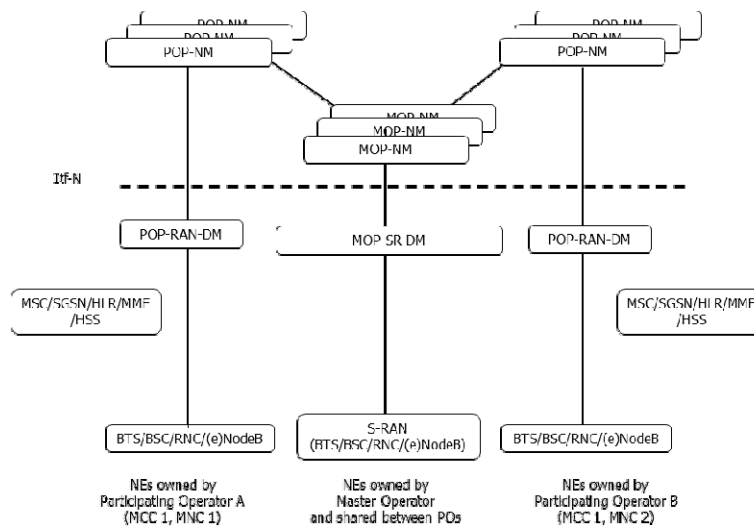 POP-NM
POP-NM
POP-NM
POP-NM
POP-NM
POP-NM
MOP-NM
MOP-NM
MOP-NM
Itf-N
POP-RAN-DM
MOP SR DM
POP-RAN-DM
MSC/SGSN/HLR/MME
/HSS
MSC/SGSN/HLR/MME
/HSS
BTS/BSC/RNC/(e)NodeB
S-RAN
(BTS/BSC/RNC/(e)NodeB)
BTS/BSC/RNC/(e)NodeB
NEs owned by
Participating Operator A
(MCC 1, MNC 1)
NEs owned by
Master Operator
and shared between POs
NEs owned by
Participating Operator B
(MCC 1, MNC 2)